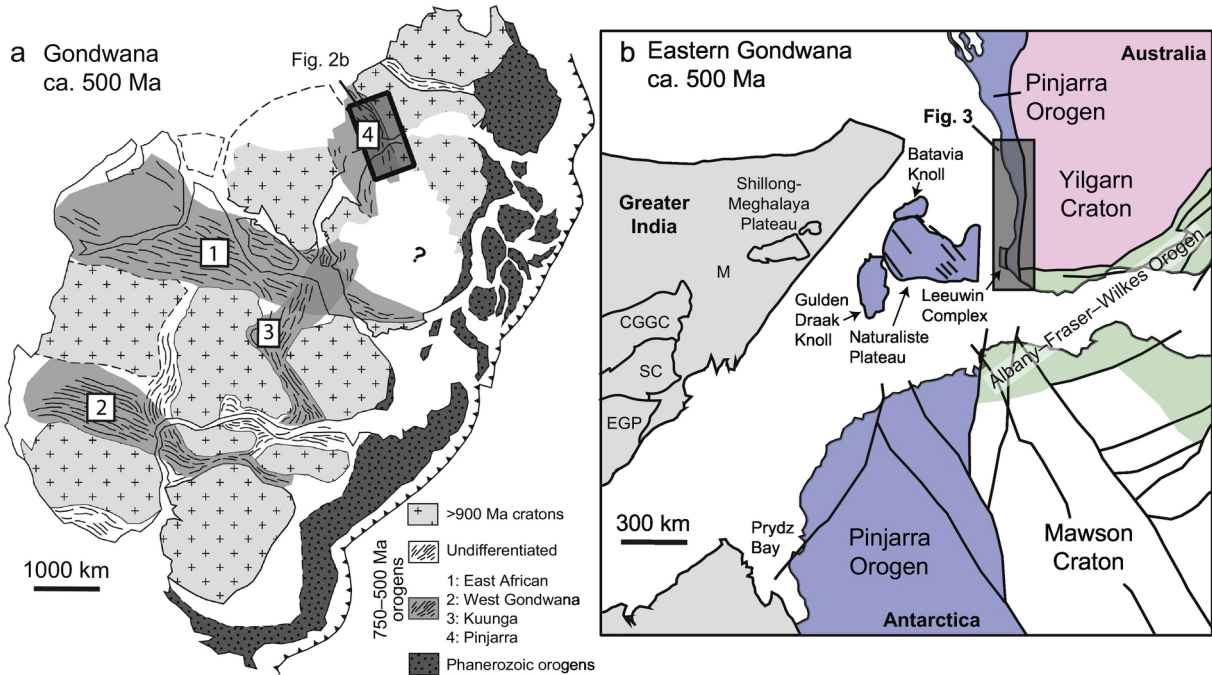 a Gondwana
ca. 500 Ma
Fig. 2b
4
1
?
3
2
>900 Ma cratons
Undifferentiated
750–500 Ma
orogens
1: East African
2: West Gondwana
3: Kuunga
4: Pinjarra
Phanerozoic orogens
1000 km
b Eastern Gondwana
ca. 500 Ma
Australia
Pinjarra
Orogen
Fig. 3
Batavia
Knoll
Shillong-
Meghalaya
Plateau
Greater
India
Yilgarn
Craton
M
Gulden
Draak
Knoll
Naturaliste
Plateau
Leeuwin
Complex
Albany–Fraser–Wilkes Orogen
CGGC
SC
EGP
300 km
Prydz
Bay
Pinjarra
Orogen
Mawson
Craton
Antarctica